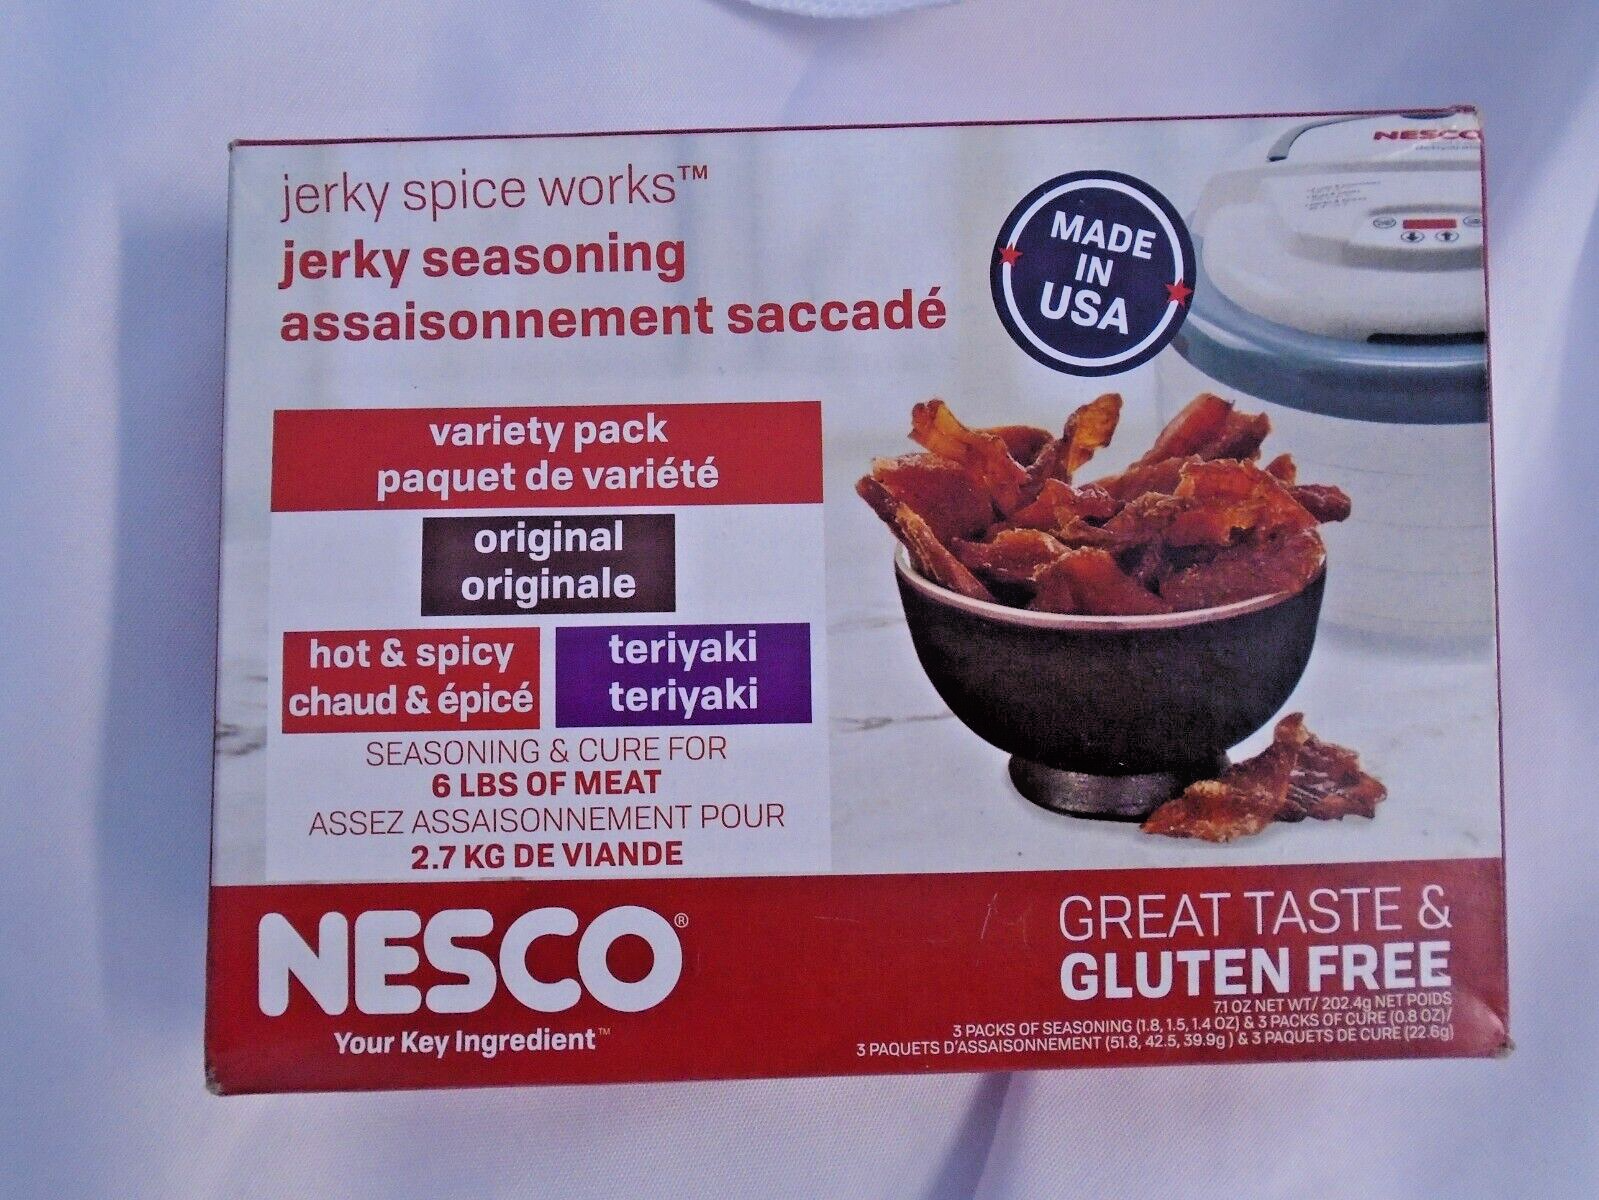 jerky spice works™
jerky seasoning
assaisonnement saccadé
MADE
IN
USA
NESCO
variety pack
paquet de variété
original
originale
hot & spicy
chaud & épicé
teriyaki
teriyaki
SEASONING & CURE FOR
6 LBS OF MEAT
ASSEZ ASSAISONNEMENT POUR
2.7 KG DE VIANDE
NESCO®
Your Key Ingredient™
GREAT TASTE &
GLUTEN FREE
7.1 OZ NET WT/ 202.4g NET POIDS
3 PACKS OF SEASONING (1.8, 1.5, 1.4 OZ) & 3 PACKS OF CURE (0.8 OZ)/
3 PAQUETS D'ASSAISONNEMENT (51.8, 42.5, 39.9g) & 3 PAQUETS DE CURE (22.6g)